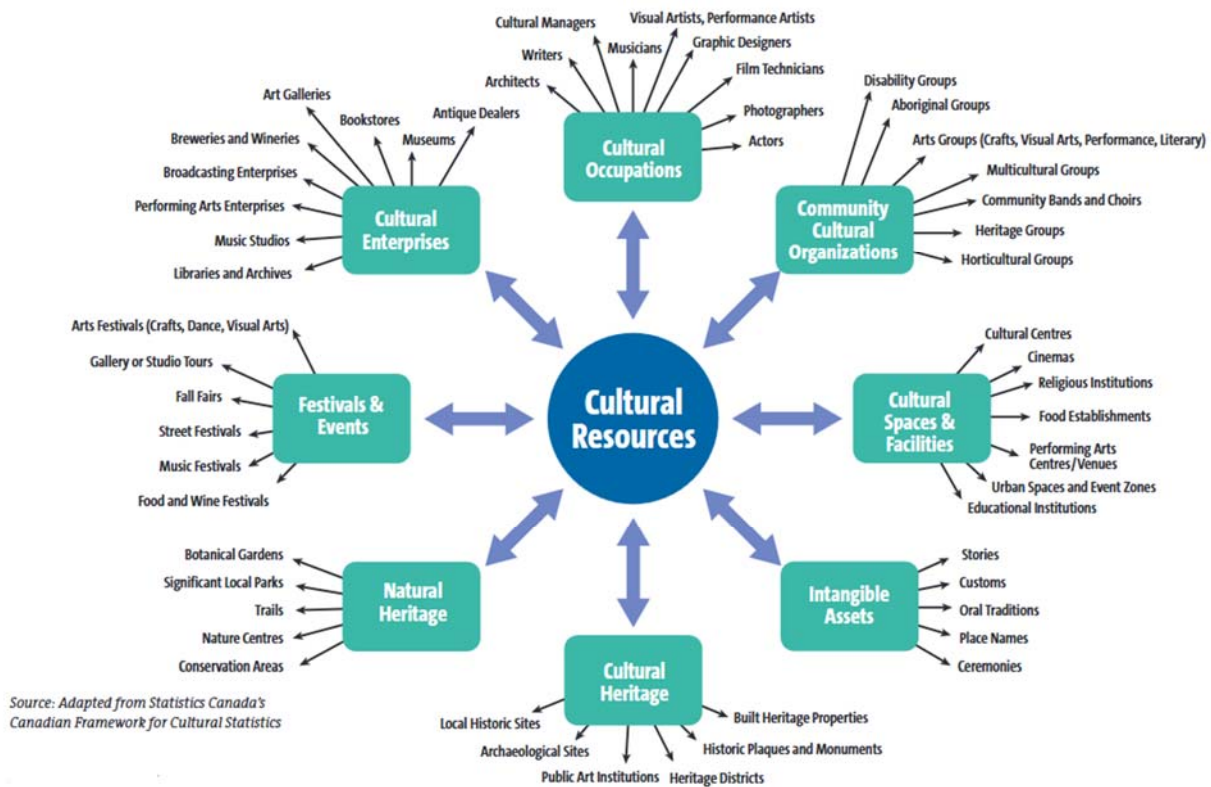 Cultural
Resources
Cultural
Occupations
Architects
Writers
Cultural Managers
Musicians
Visual Artists, Performance Artists
Graphic Designers
Film Technicians
Photographers
Actors
Community
Cultural
Organizations
Disability Groups
Aboriginal Groups
Arts Groups (Crafts, Visual Arts, Performance, Literary)
Multicultural Groups
Community Bands and Choirs
Heritage Groups
Horticultural Groups
Cultural
Spaces &
Facilities
Cultural Centres
Cinemas
Religious Institutions
Food Establishments
Performing Arts
Centres/Venues
Urban Spaces and Event Zones
Educational Institutions
Intangible
Assets
Stories
Customs
Oral Traditions
Place Names
Ceremonies
Cultural
Heritage
Built Heritage Properties
Historic Plaques and Monuments
Heritage Districts
Public Art Institutions
Archaeological Sites
Local Historic Sites
Natural
Heritage
Botanical Gardens
Significant Local Parks
Trails
Nature Centres
Conservation Areas
Festivals &
Events
Arts Festivals (Crafts, Dance, Visual Arts)
Gallery or Studio Tours
Fall Fairs
Street Festivals
Music Festivals
Food and Wine Festivals
Cultural
Enterprises
Art Galleries
Bookstores
Museums
Antique Dealers
Breweries and Wineries
Broadcasting Enterprises
Performing Arts Enterprises
Music Studios
Libraries and Archives
Source: Adapted from Statistics Canada's
Canadian Framework for Cultural Statistics